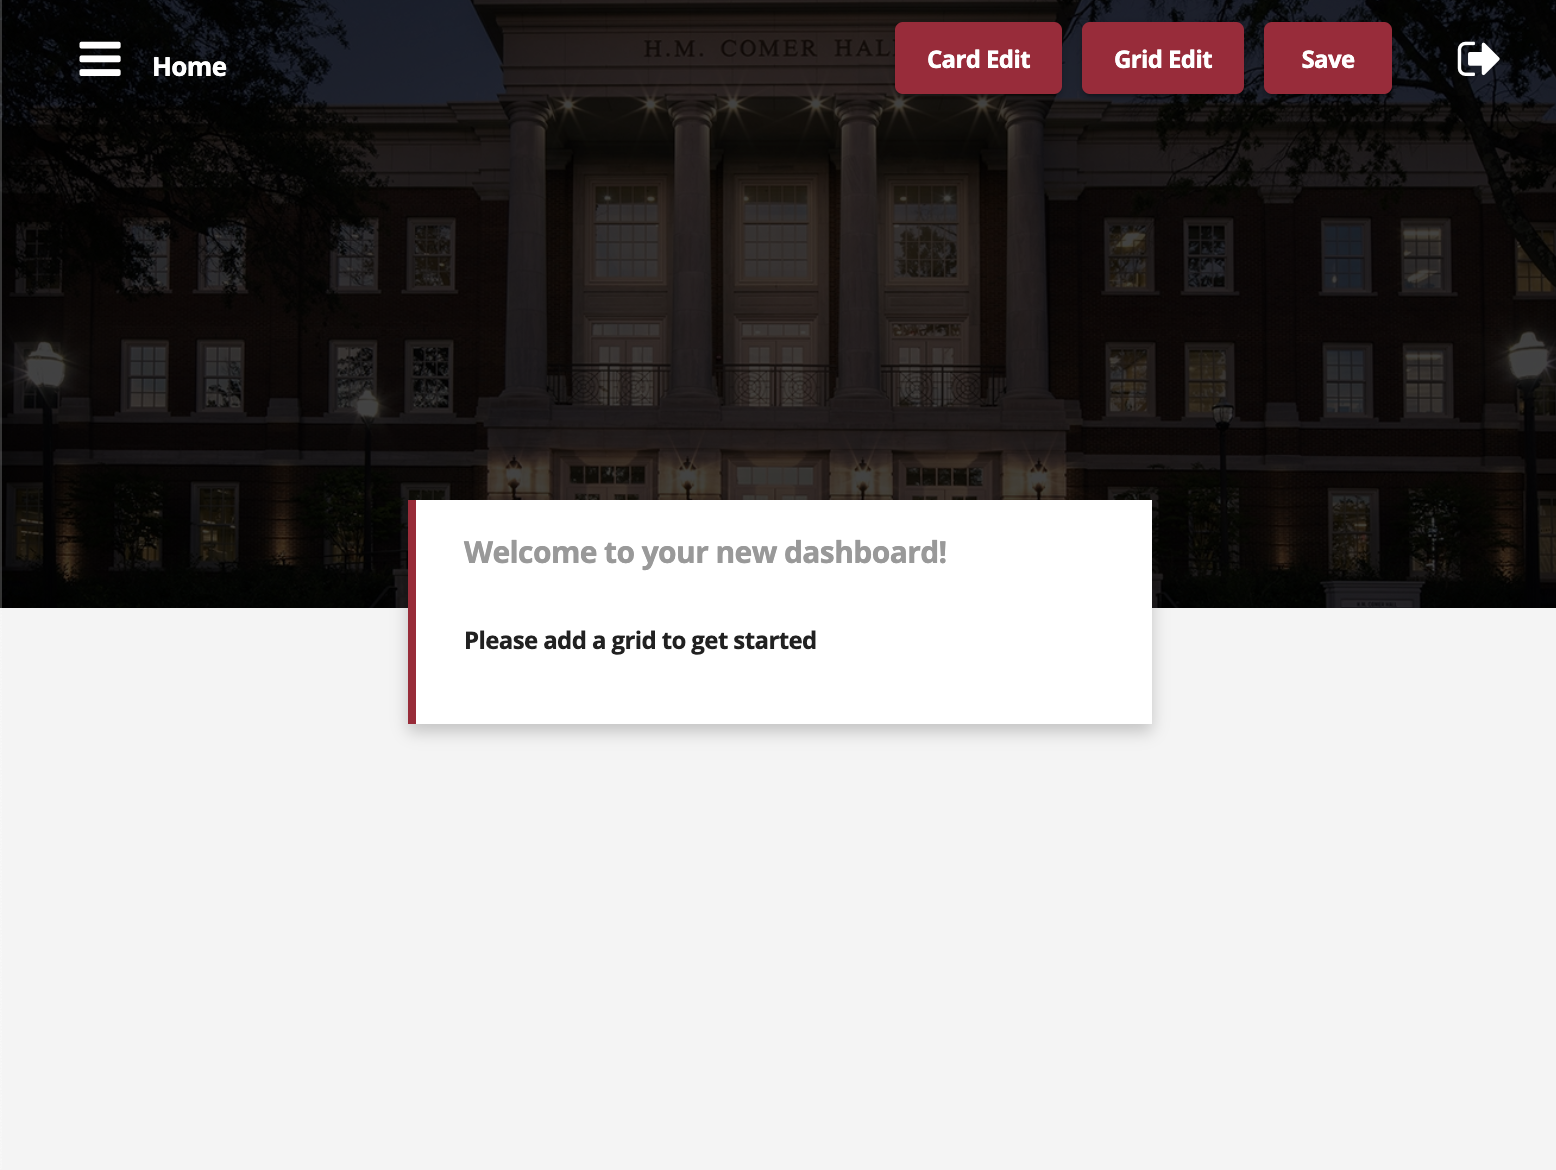 Home
H.M. COMER HAL
Card Edit
Grid Edit
Save
Welcome to your new dashboard!
Please add a grid to get started